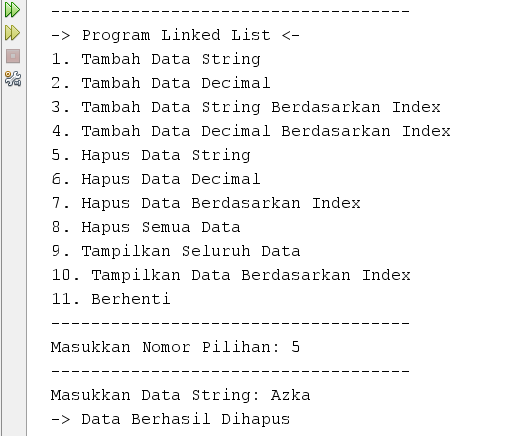 ------------------------------------
-> Program Linked List <-
1. Tambah Data String
2. Tambah Data Decimal
3. Tambah Data String Berdasarkan Index
4. Tambah Data Decimal Berdasarkan Index
5. Hapus Data String
6. Hapus Data Decimal
7. Hapus Data Berdasarkan Index
8. Hapus Semua Data
9. Tampilkan Seluruh Data
10. Tampilkan Data Berdasarkan Index
11. Berhenti
------------------------------------
Masukkan Nomor Pilihan: 5
------------------------------------
Masukkan Data String: Azka
-> Data Berhasil Dihapus